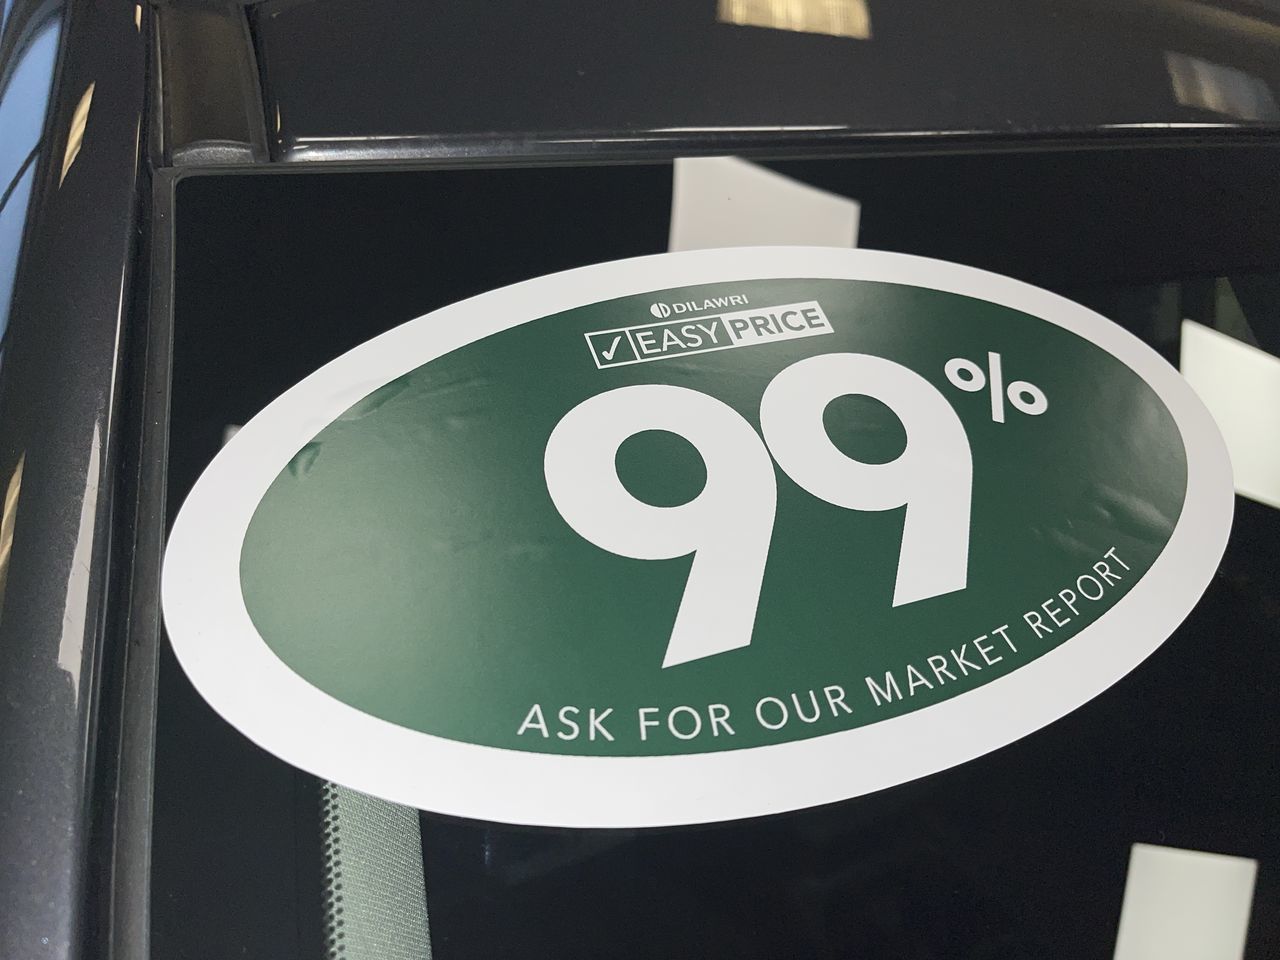 DILAWRI
✓ EASY PRICE
99%
ASK FOR OUR MARKET REPORT